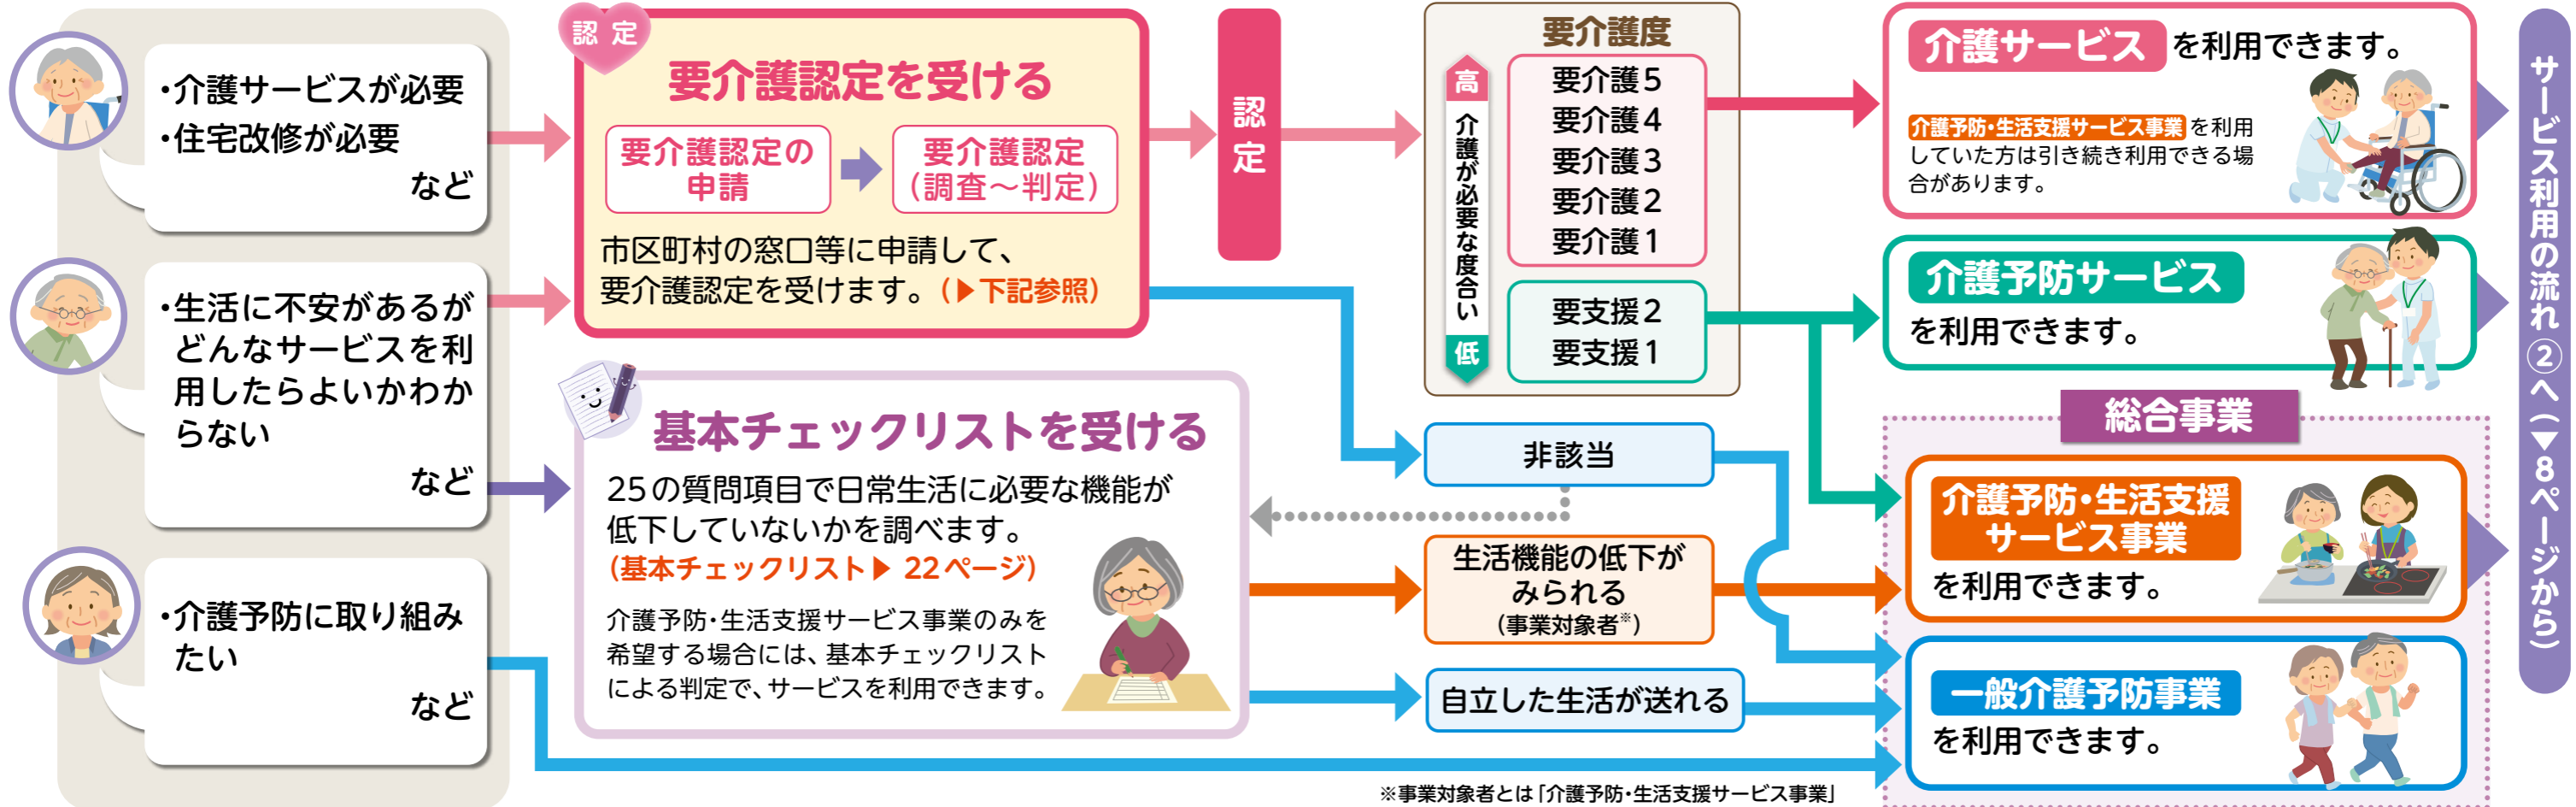 ・介護サービスが必要
・住宅改修が必要
など
・生活に不安があるが
どんなサービスを利
用したらよいかわか
らない
など
・介護予防に取り組み
たい
など
認定
要介護認定を受ける
要介護認定の
申請
要介護認定
（調査～判定）
市区町村の窓口等に申請して、
要介護認定を受けます。（▶下記参照）
基本チェックリストを受ける
25の質問項目で日常生活に必要な機能が
低下していないかを調べます。
（基本チェックリスト▶ 22ページ）
介護予防・生活支援サービス事業のみを
希望する場合には、基本チェックリスト
による判定で、サービスを利用できます。
認定
要介護度
高
介護が必要な度合い
低
要介護5
要介護4
要介護3
要介護2
要介護1
要支援2
要支援1
非該当
生活機能の低下が
みられる
（事業対象者※）
自立した生活が送れる
※事業対象者とは「介護予防・生活支援サービス事業」
介護サービス を利用できます。
介護予防・生活支援サービス事業 を利用
していた方は引き続き利用できる場
合があります。
介護予防サービス
を利用できます。
総合事業
介護予防・生活支援
サービス事業
を利用できます。
一般介護予防事業
を利用できます。
サービス利用の流れ②へ（▼8ページから）